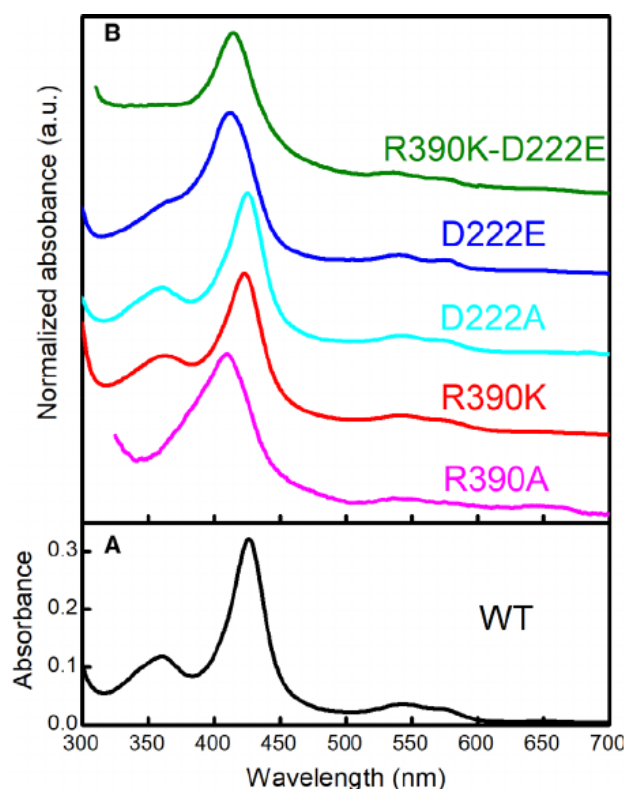 B
Normalized absobance (a.u.)
R390K-D222E
D222E
D222A
R390K
R390A
A
Absorbance
0.3
0.2
0.1
0.0
WT
300 350 400 450 500 550 600 650 700
Wavelength (nm)